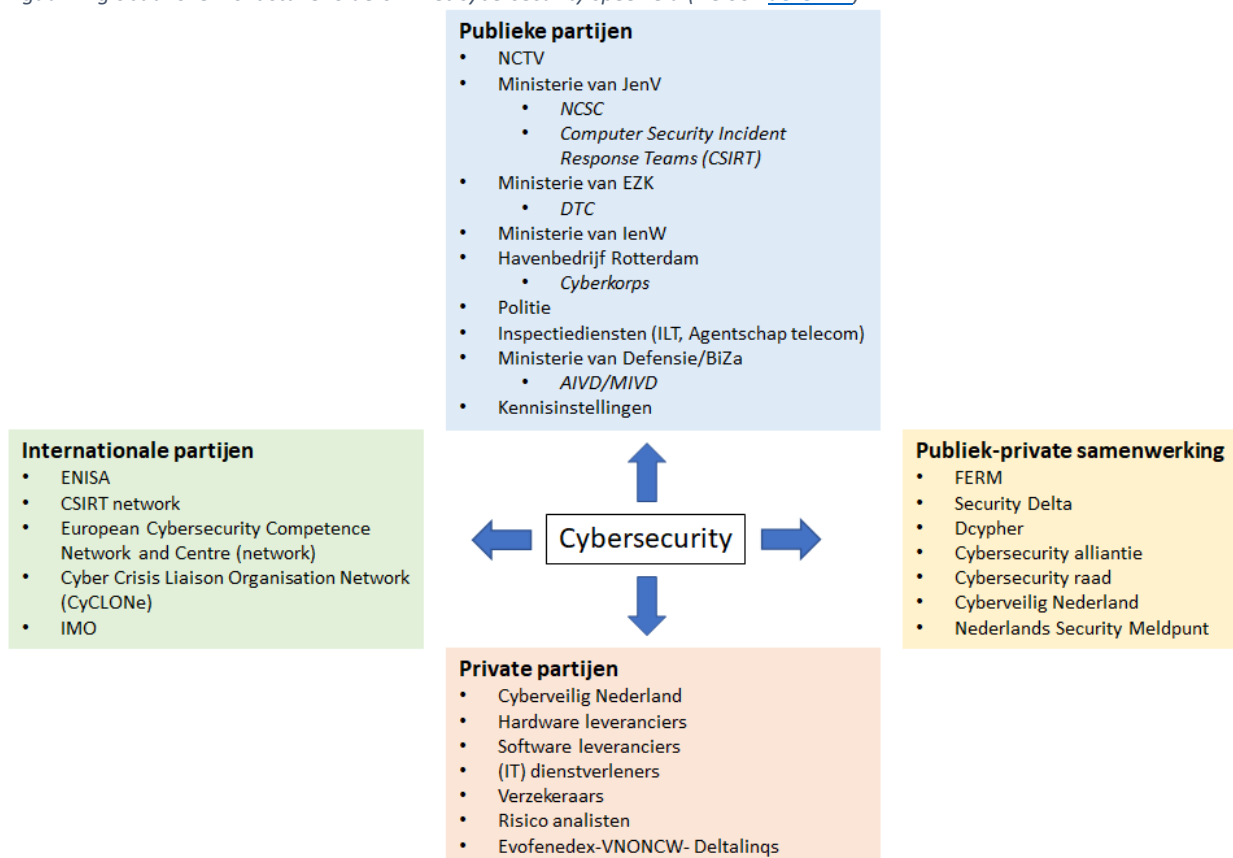 Publieke partijen
• NCTV
• Ministerie van JenV
• NCSC
• Computer Security Incident
Response Teams (CSIRT)
• Ministerie van EZK
• DTC
• Ministerie van IenW
• Havenbedrijf Rotterdam
• Cyberkorps
• Politie
• Inspectiediensten (ILT, Agentschap telecom)
• Ministerie van Defensie/BiZa
• AIVD/MIVD
• Kennisinstellingen
Internationale partijen
• ENISA
• CSIRT network
• European Cybersecurity Competence
Network and Centre (network)
• Cyber Crisis Liaison Organisation Network
(CyCLONe)
• IMO
Cybersecurity
Publiek-private samenwerking
• FERM
• Security Delta
• Dcypher
• Cybersecurity alliantie
• Cybersecurity raad
• Cyberveilig Nederland
• Nederlands Security Meldpunt
Private partijen
• Cyberveilig Nederland
• Hardware leveranciers
• Software leveranciers
• (IT) dienstverleners
• Verzekeraars
• Risico analisten
• Evofenedex-VNONCW- Deltalinqs